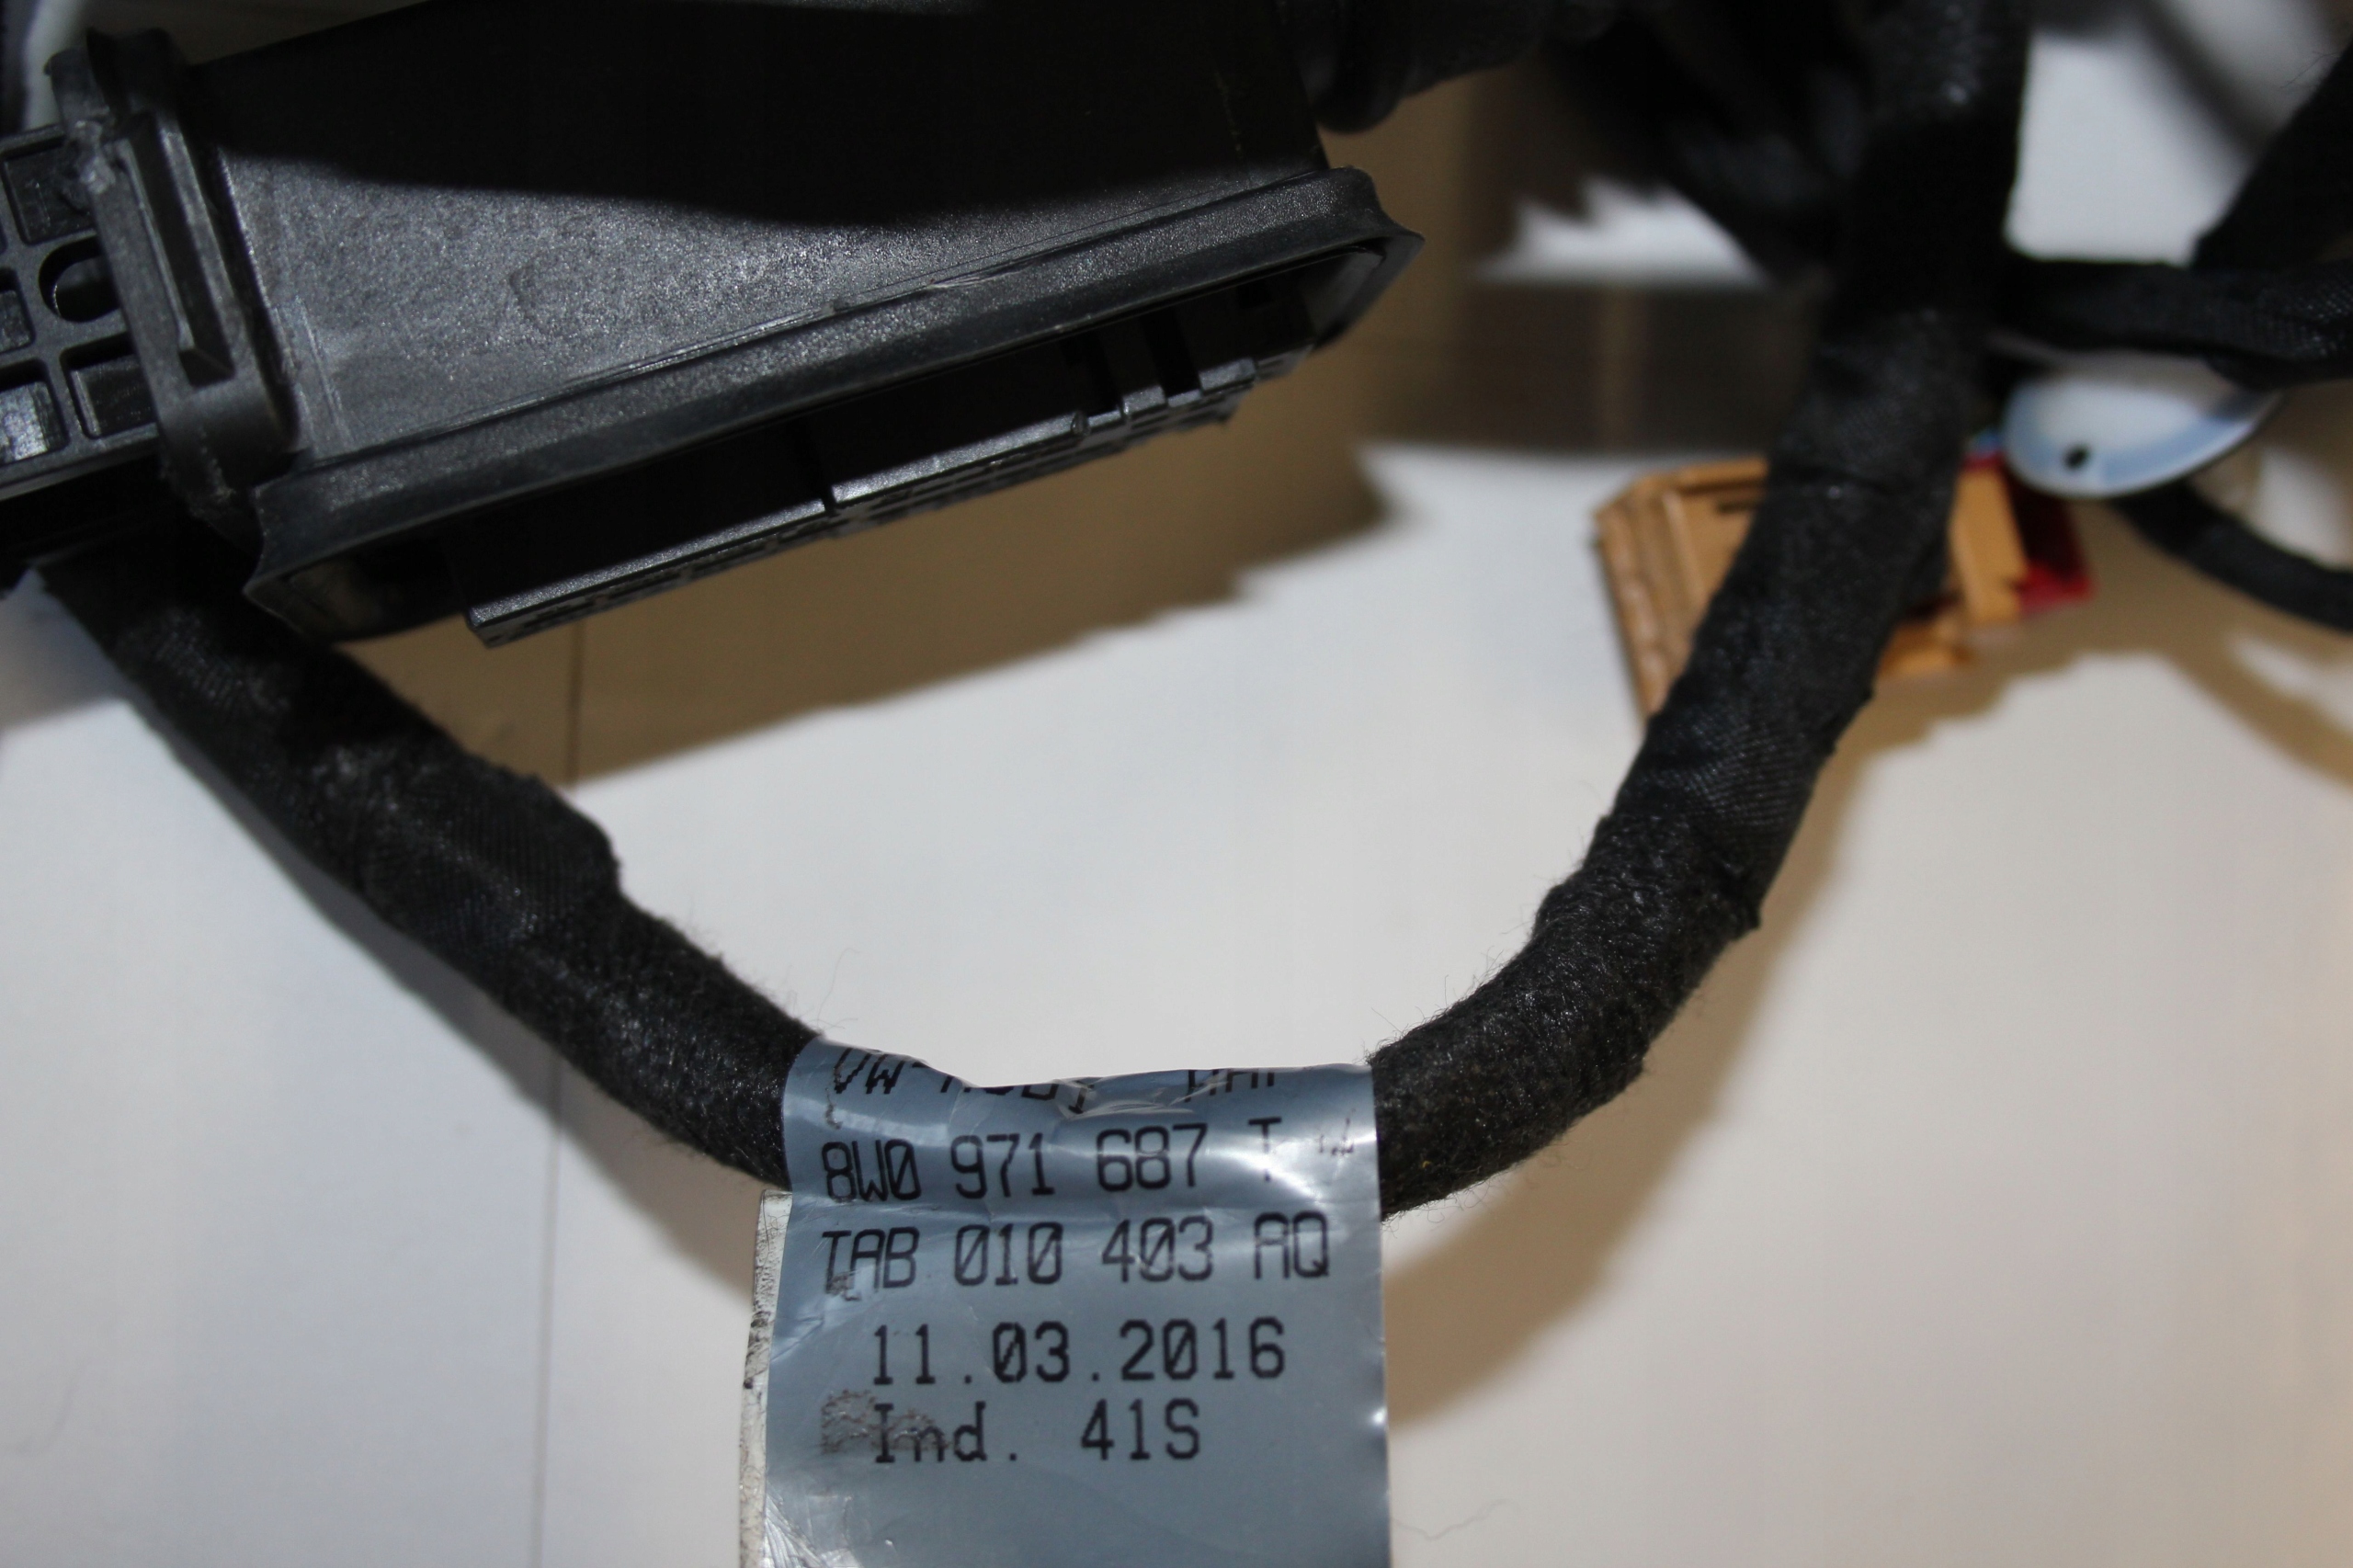 8W0 971 687 T
TAB 010 403 AQ
11.03.2016
Ind. 41S